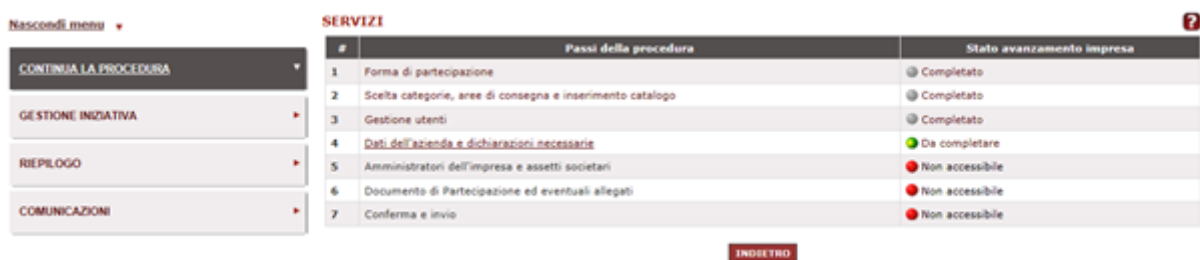 Nascondi menu
CONTINUA LA PROCEDURA
GESTIONE INIZIATIVA
RIEPILOGO
COMUNICAZIONI
SERVIZI
?
# Passi della procedura Stato avanzamento impresa
1 Forma di partecipazione Completato
2 Scelta categorie, aree di consegna e inserimento catalogo Completato
3 Gestione utenti Completato
4 Dati dell'azienda e dichiarazioni necessarie Da completare
5 Amministratori dell'impresa e assetti societari Non accessibile
6 Documento di Partecipazione ed eventuali allegati Non accessibile
7 Conferma e invio Non accessibile
INDIETRO